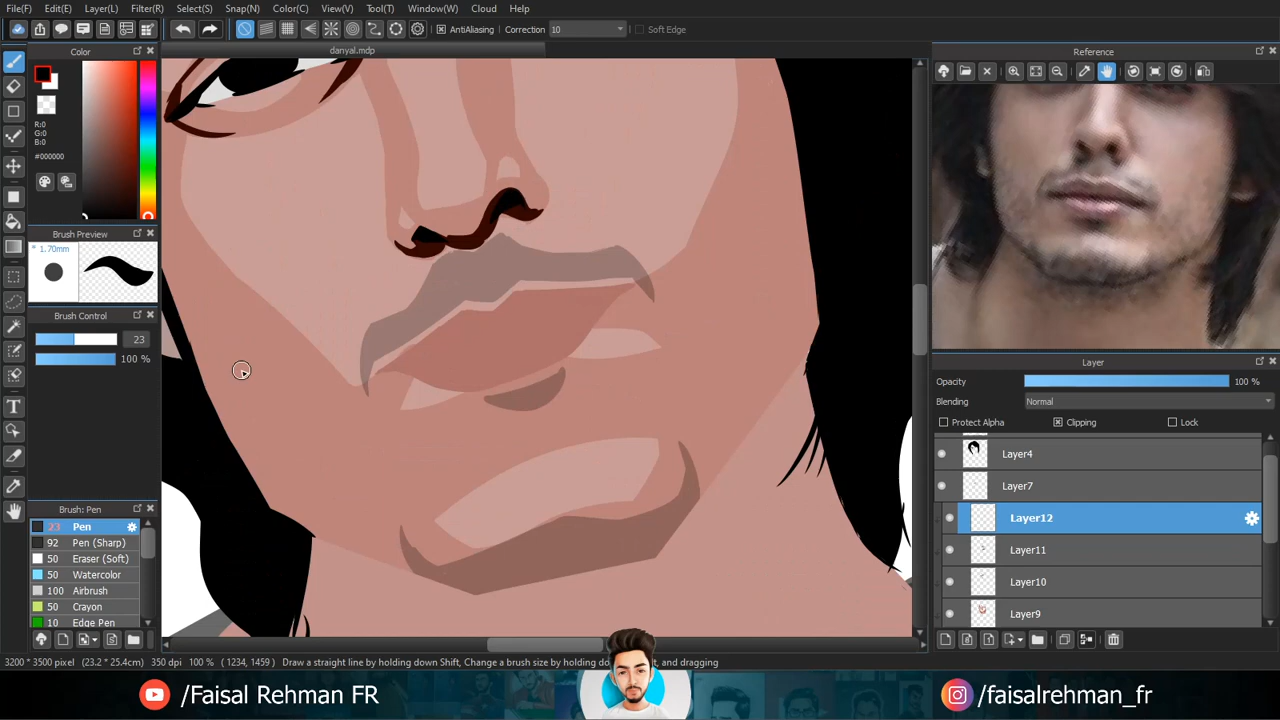 File(F) Edit(E) Layer(L) Filter(R) Select(S) Snap(N) Color(C) View(V) Tool(T) Window(W) Cloud Help
AntiAliasing Correction 10 Soft Edge
danyal.mdp
Color
R:0
G:0
B:0
#000000
Brush Preview
* 1.70mm
Brush Control
23
100 %
Brush: Pen
23 Pen
92 Pen (Sharp)
50 Eraser (Soft)
50 Watercolor
100 Airbrush
50 Crayon
10 Edge Pen
Reference
Layer
Opacity 100 %
Blending Normal
Protect Alpha Clipping Lock
Layer4
Layer7
Layer12
Layer11
Layer10
Layer9
3200 * 3500 pixel (23.2 * 25.4cm) 350 dpi 100 % ( 1234, 1459 ) Draw a straight line by holding down Shift, Change a brush size by holding do
and dragging
/Faisal Rehman FR
/faisalrehman_fr